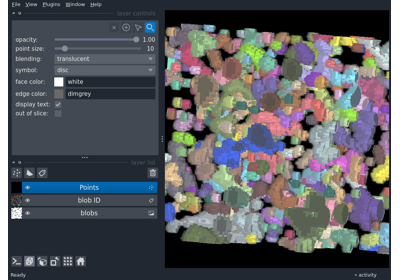 File View Plugins Window Help
layer controls
opacity: 1.00
point size: 10
blending: translucent
symbol: disc
face color: white
edge color: dimgrey
display text:
out of slice:
layer list
Points
blob ID
blobs
Ready
activity